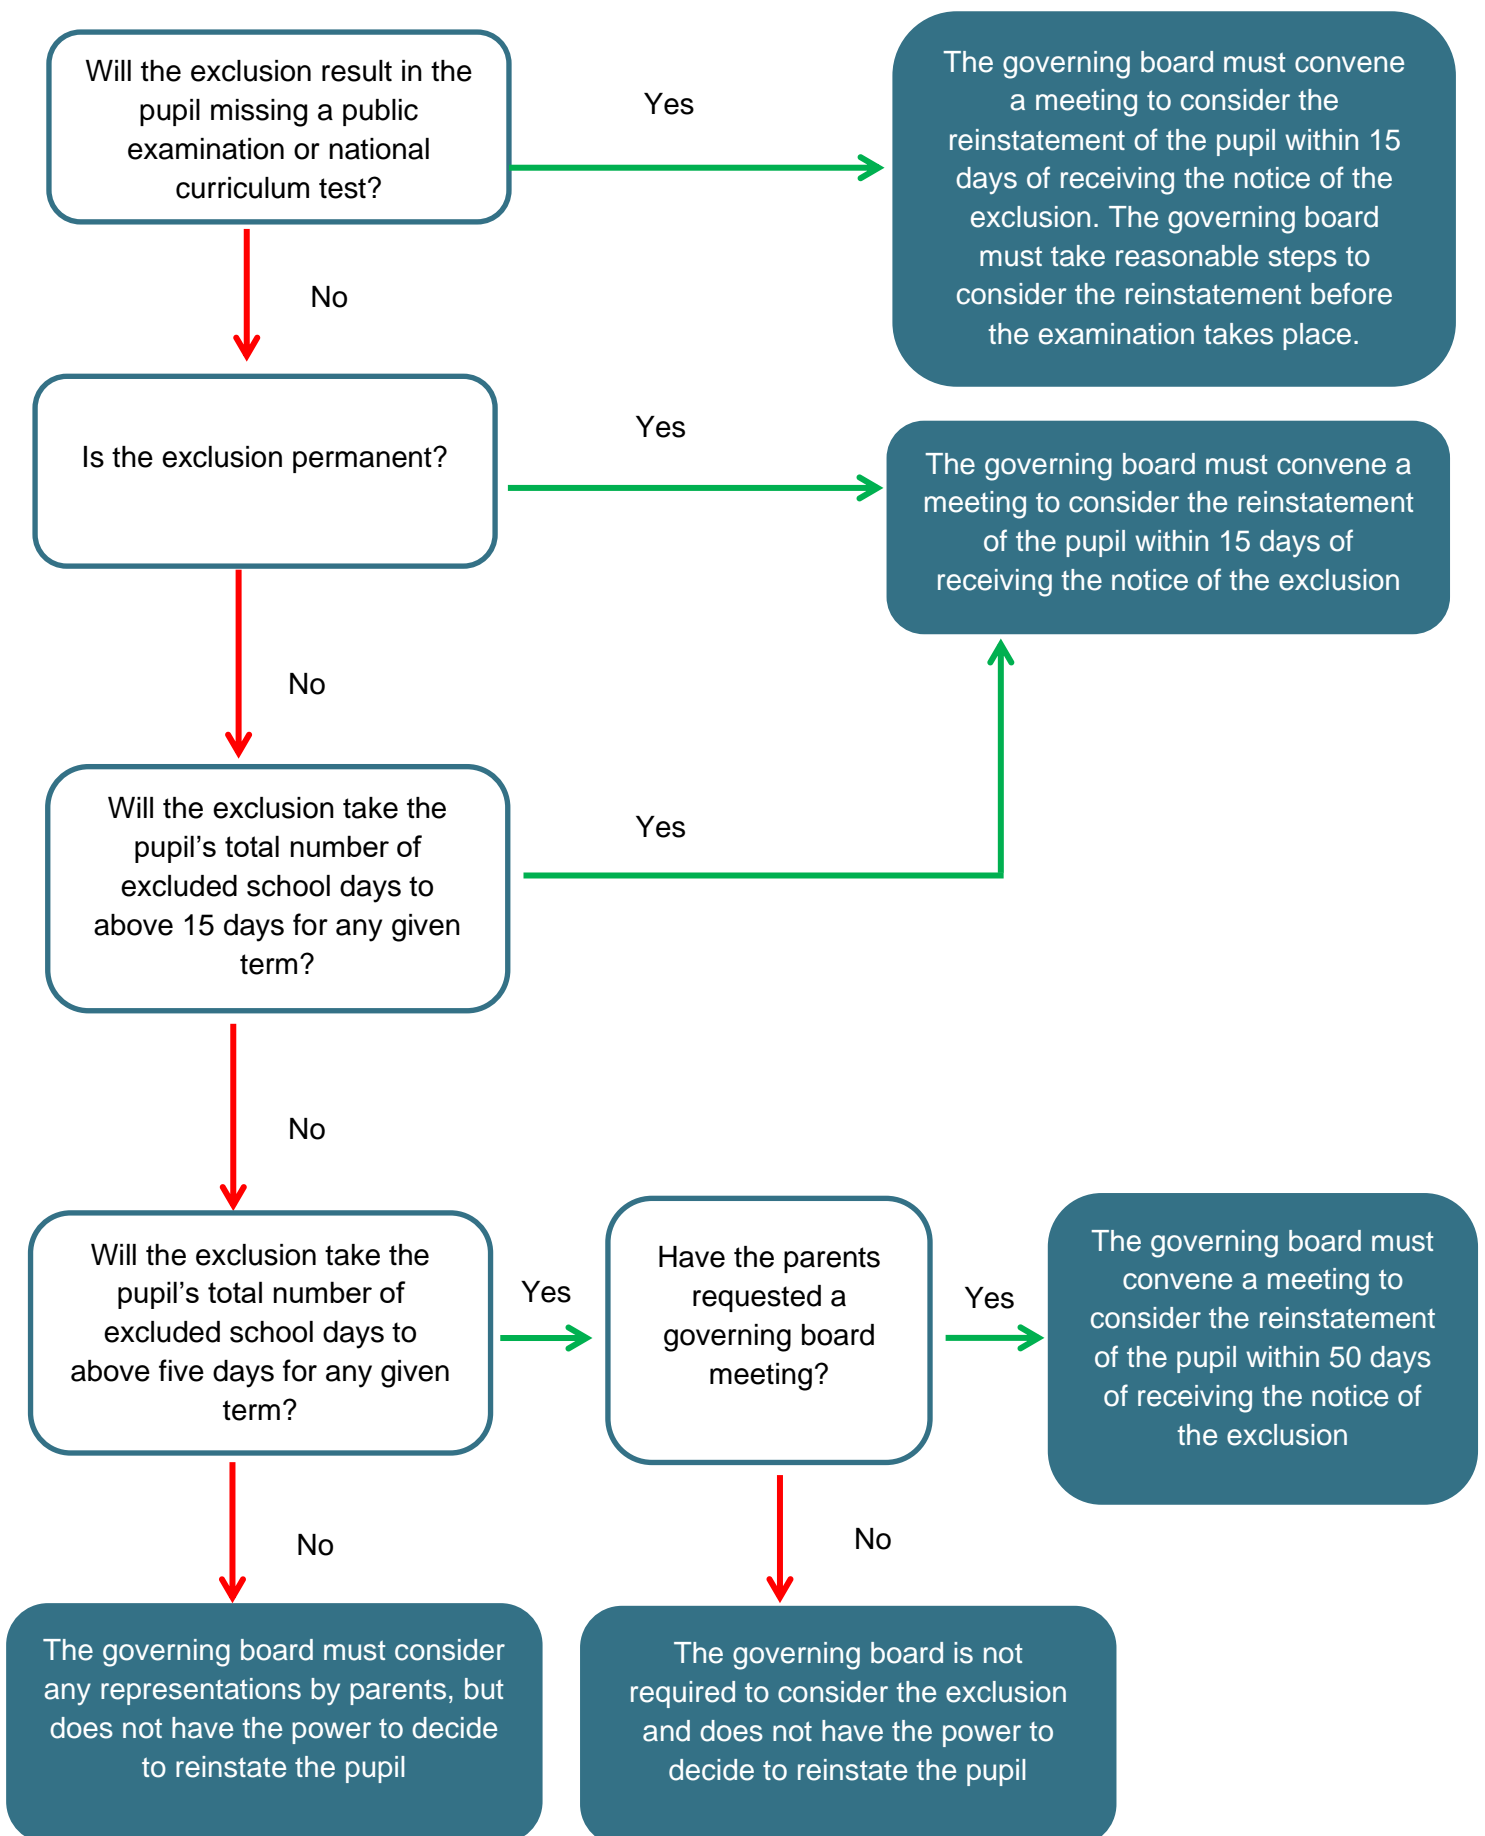 Will the exclusion result in the
pupil missing a public
examination or national
curriculum test?
Yes
The governing board must convene
a meeting to consider the
reinstatement of the pupil within 15
days of receiving the notice of the
exclusion. The governing board
must take reasonable steps to
consider the reinstatement before
the examination takes place.
No
Is the exclusion permanent?
Yes
The governing board must convene a
meeting to consider the reinstatement
of the pupil within 15 days of
receiving the notice of the exclusion
No
Will the exclusion take the
pupil’s total number of
excluded school days to
above 15 days for any given
term?
Yes
No
Will the exclusion take the
pupil’s total number of
excluded school days to
above five days for any given
term?
Yes
Have the parents
requested a
governing board
meeting?
Yes
The governing board must
convene a meeting to
consider the reinstatement
of the pupil within 50 days
of receiving the notice of
the exclusion
No
No
The governing board must consider
any representations by parents, but
does not have the power to decide
to reinstate the pupil
The governing board is not
required to consider the exclusion
and does not have the power to
decide to reinstate the pupil